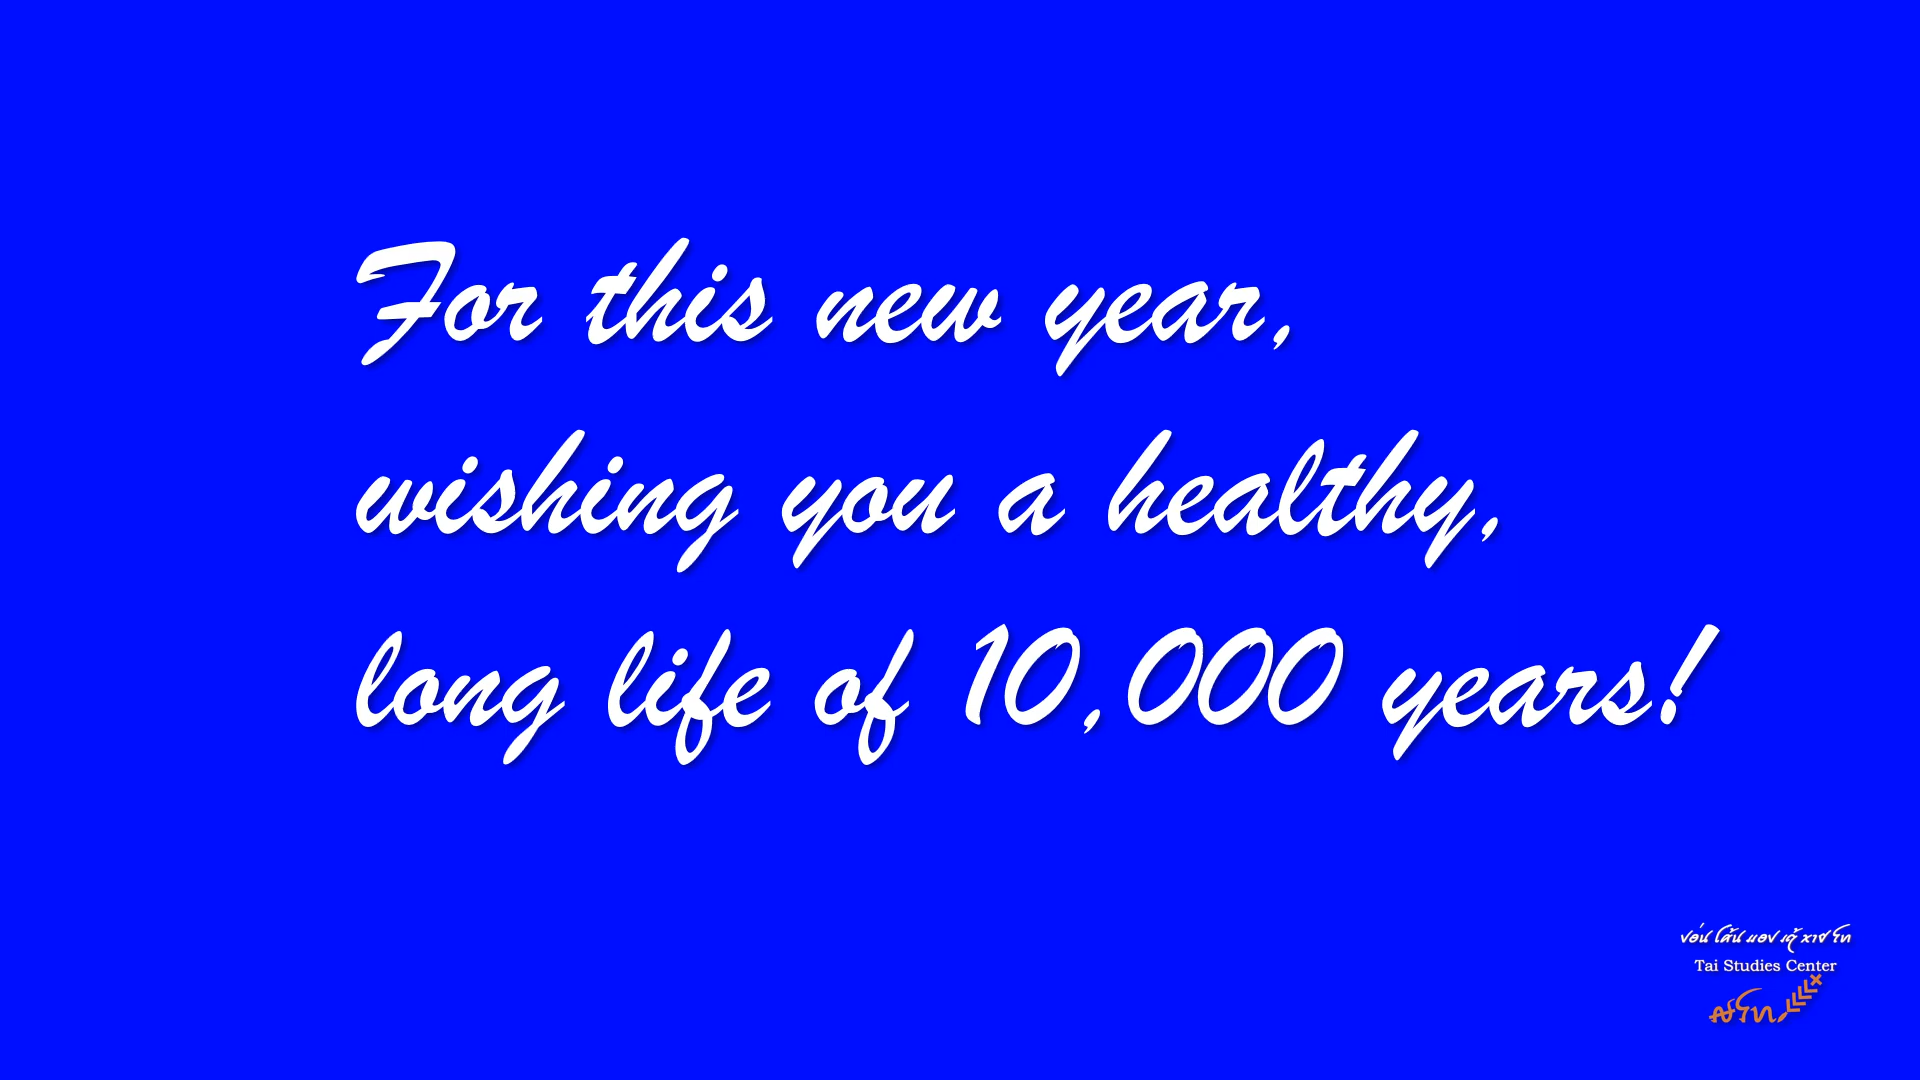 For this new year,
wishing you a healthy,
long life of 10,000 years!
Tai Studies Center